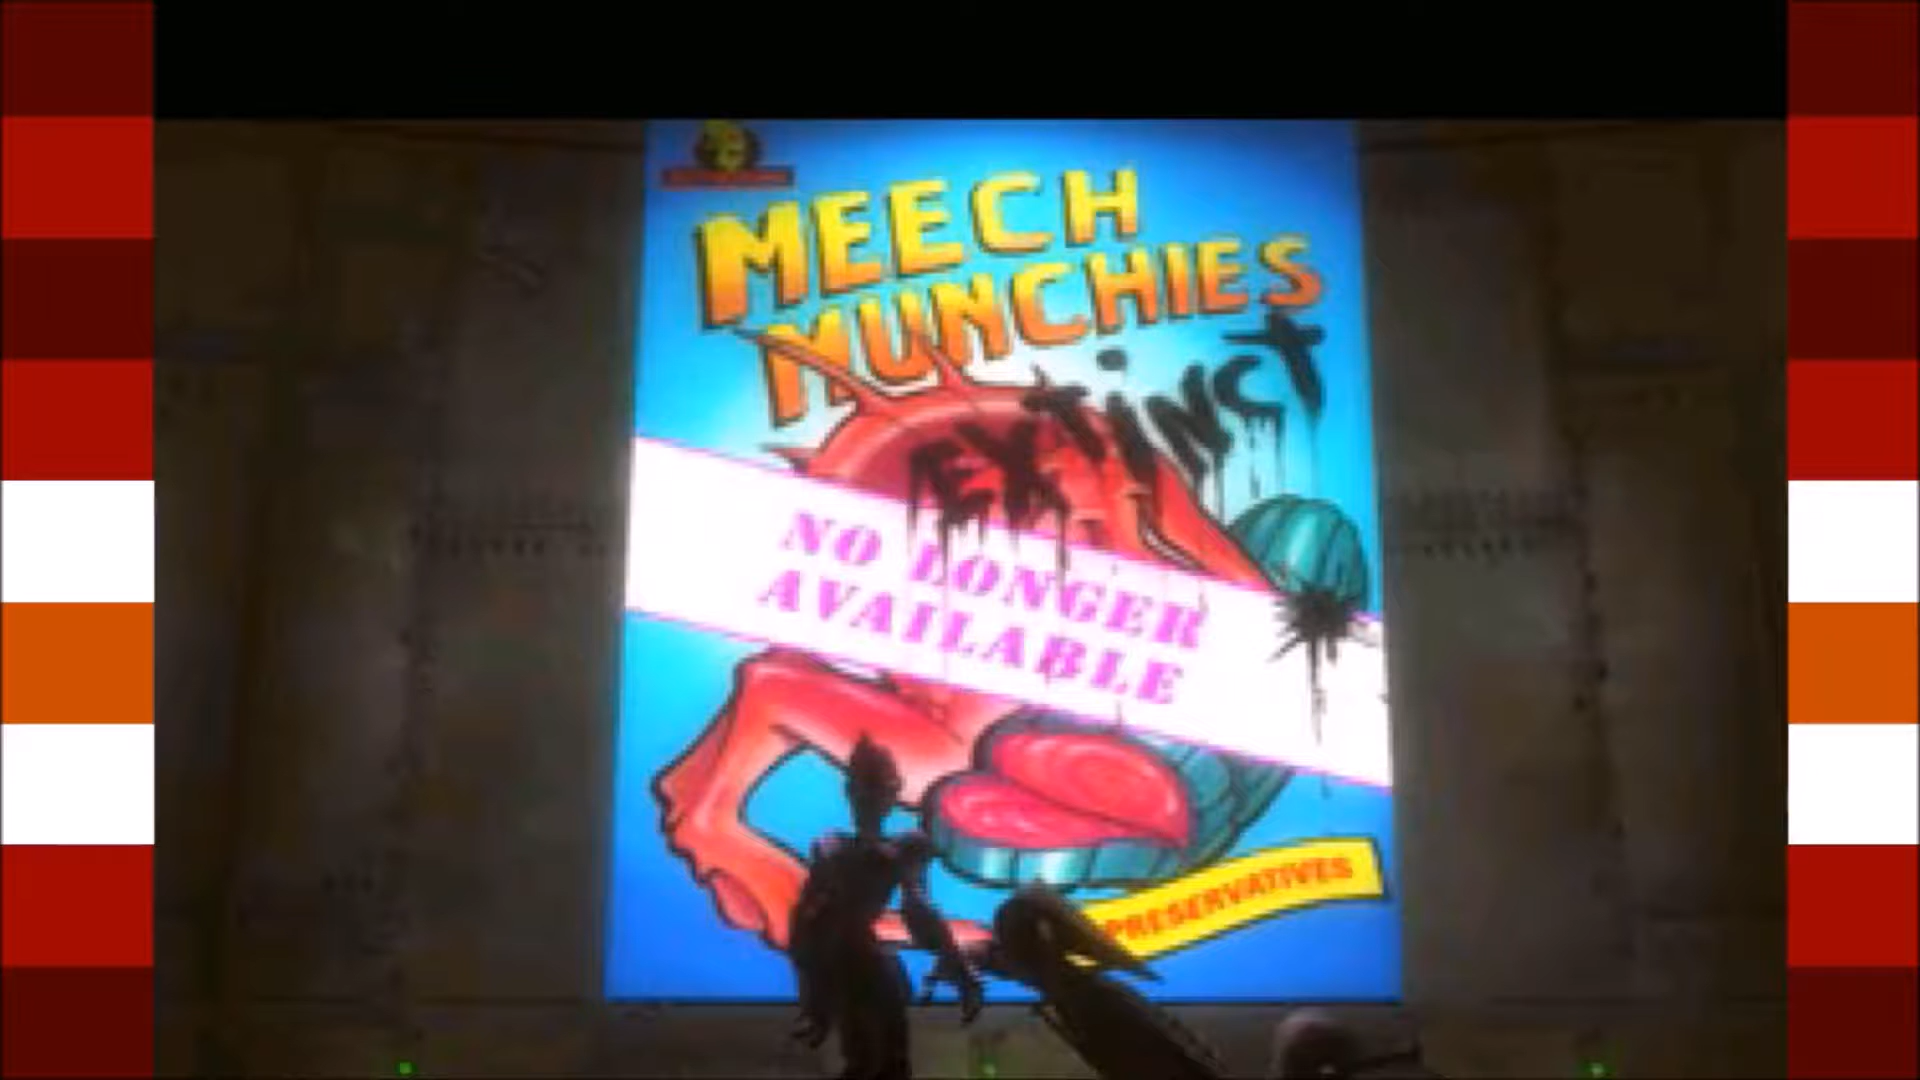 MEECH
MUNCHIES
EXTiNCT
NO LONGER
AVAILABLE
PRESERVATIVES